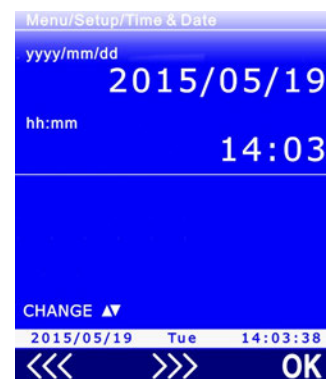 Menu/Setup/Time & Date
yyyy/mm/dd
2015/05/19
hh:mm
14:03
CHANGE ▲▼
2015/05/19 Tue 14:03:38
<<< >>> OK